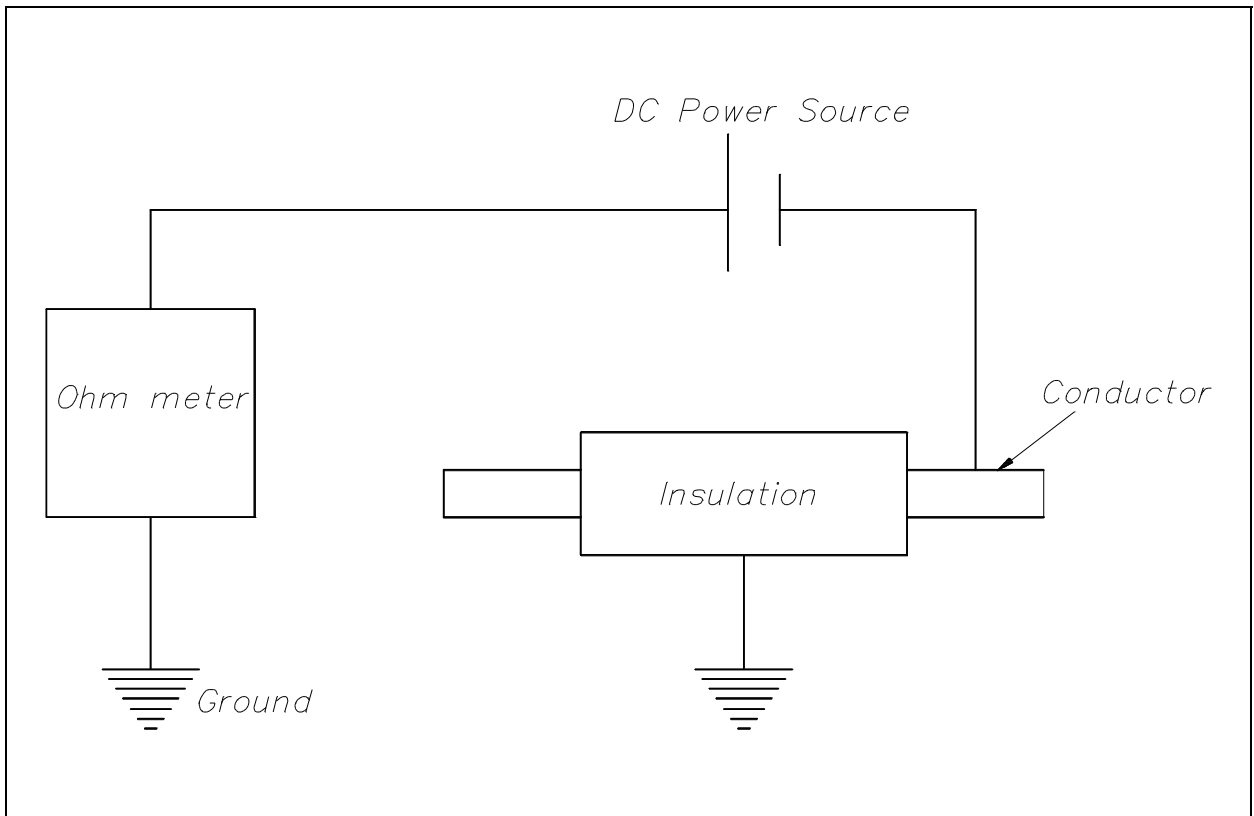 DC Power Source
Ohm meter
Conductor
Insulation
Ground